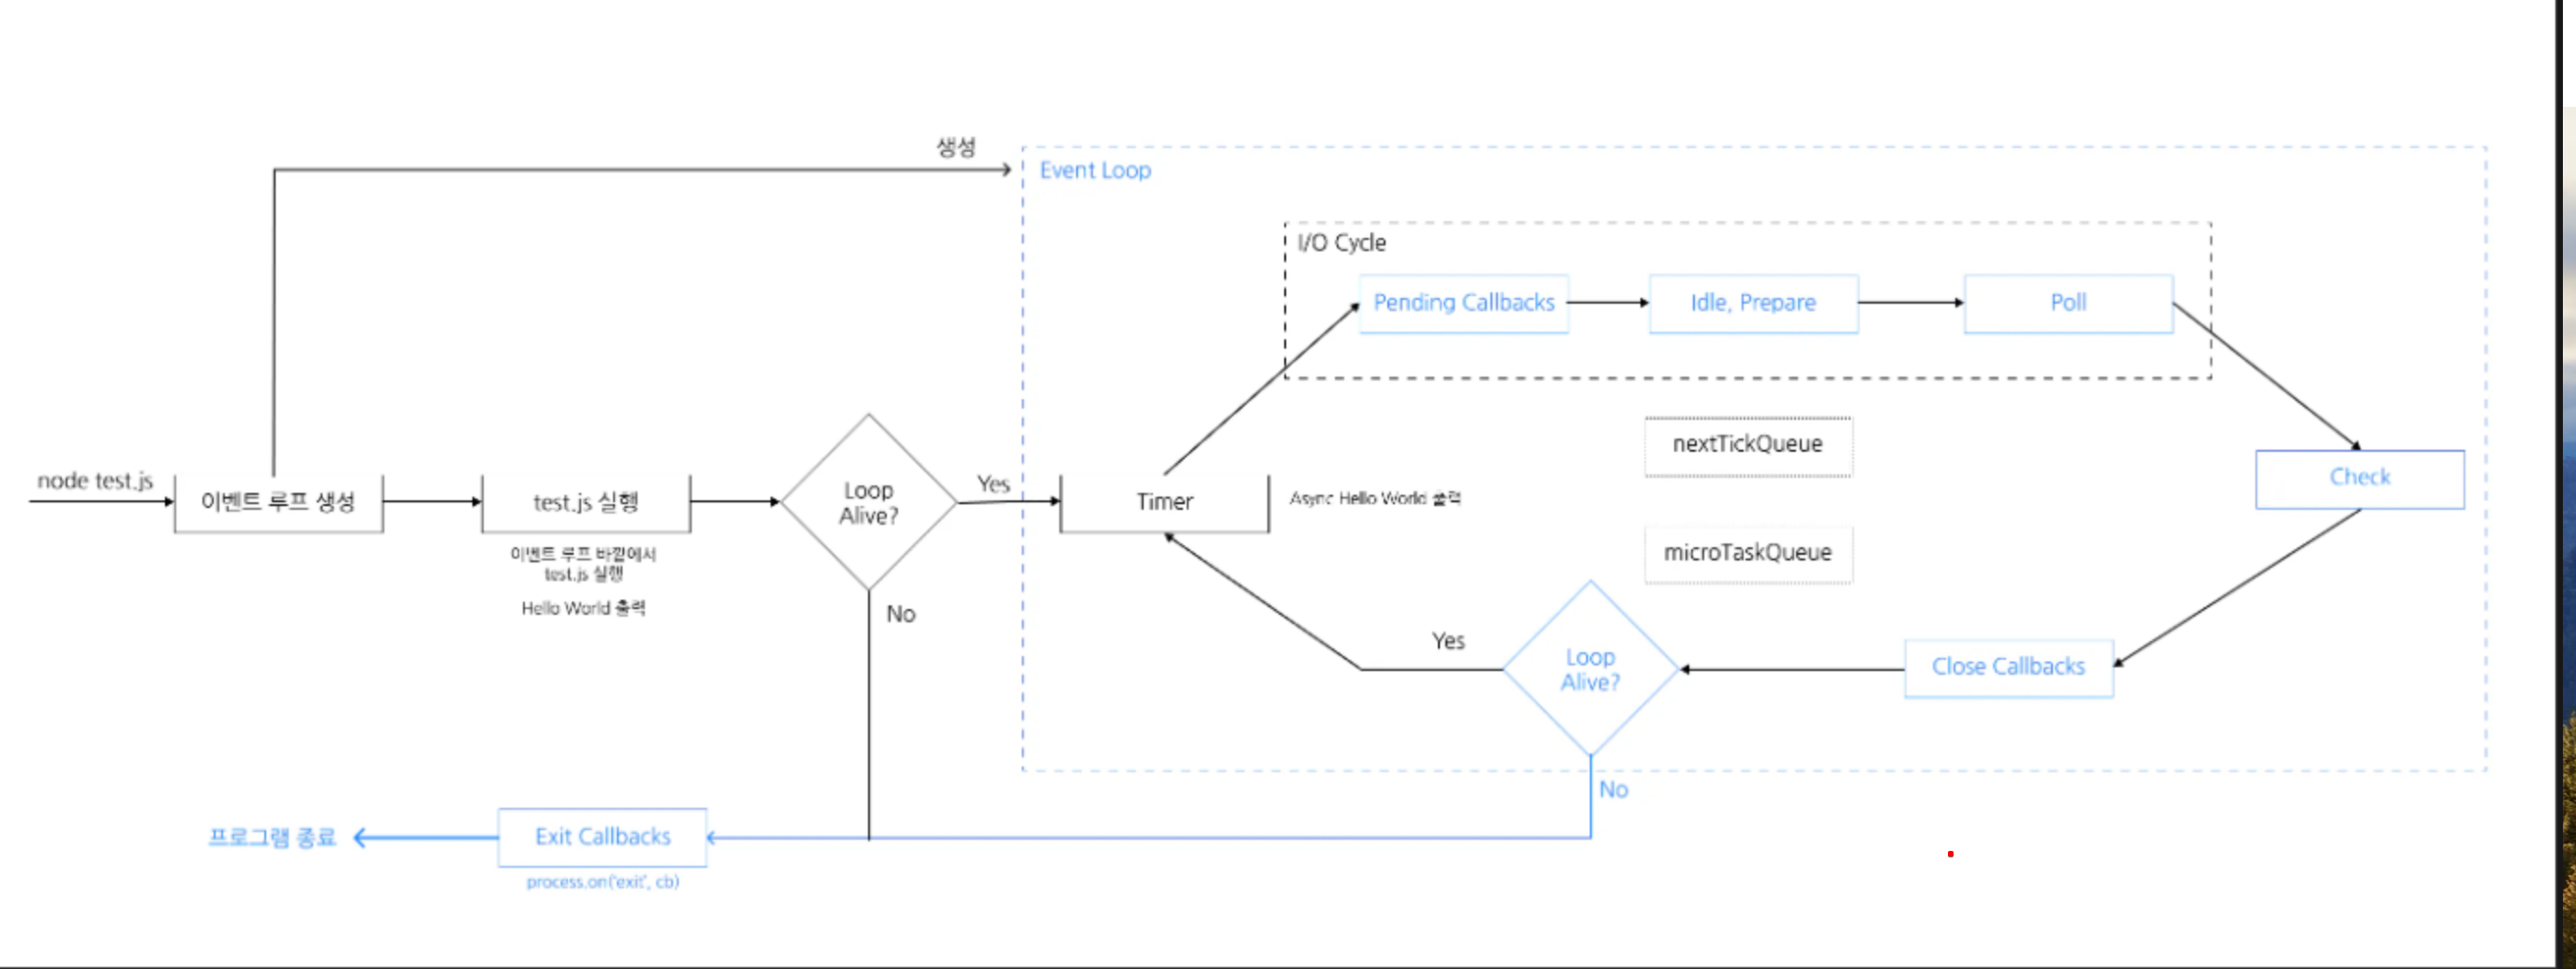 생성
Event Loop
I/O Cycle
Pending Callbacks
Idle, Prepare
Poll
nextTickQueue
Check
node test.js
이벤트 루프 생성
test.js 실행
Loop
Alive?
Yes
Timer
Async Hello World 출력
이벤트 루프 바깥에서
test.js 실행
Hello World 출력
microTaskQueue
No
Yes
Loop
Alive?
Close Callbacks
No
프로그램 종료
Exit Callbacks
process.on('exit', cb)